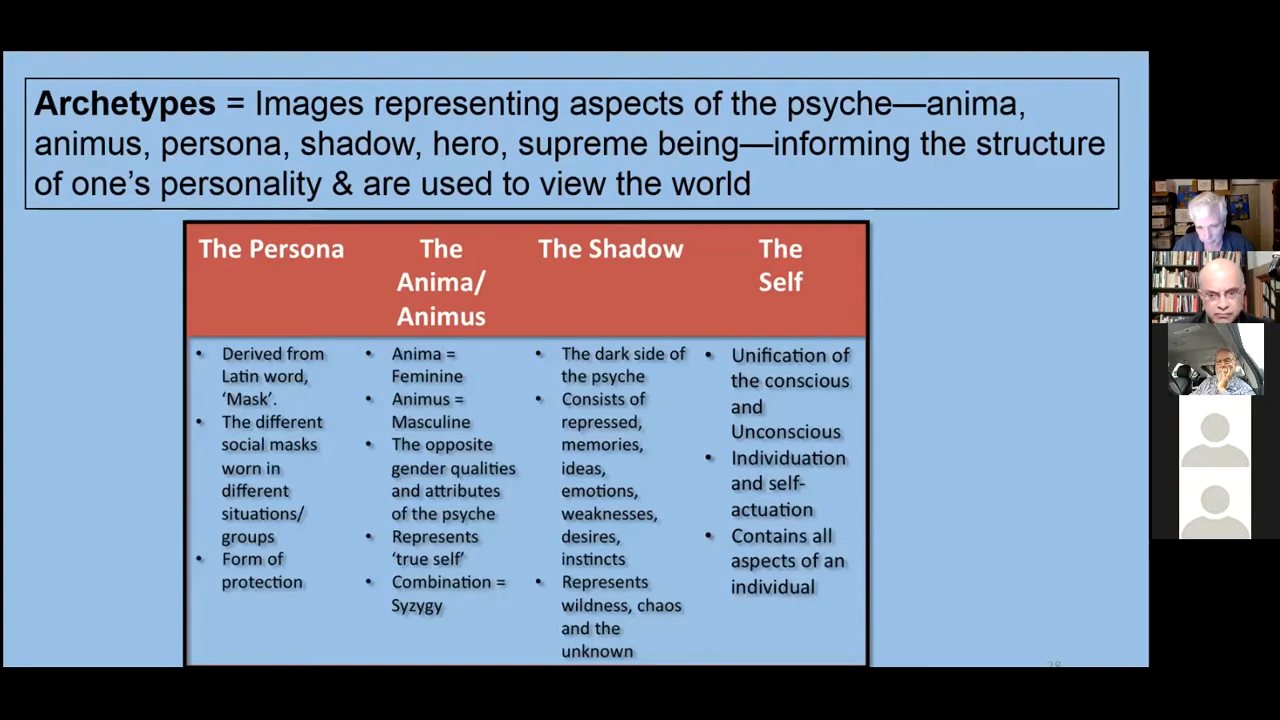 Archetypes = Images representing aspects of the psyche—anima,
animus, persona, shadow, hero, supreme being—informing the structure
of one’s personality & are used to view the world
The Persona
The
Anima/
Animus
The Shadow
The
Self
• Derived from
Latin word,
‘Mask’.
• The different
social masks
worn in
different
situations/
groups
• Form of
protection
• Anima =
Feminine
• Animus =
Masculine
• The opposite
gender qualities
and attributes
of the psyche
• Represents
‘true self’
• Combination =
Syzygy
• The dark side of
the psyche
• Consists of
repressed,
memories,
ideas,
emotions,
weaknesses,
desires,
instincts
• Represents
wildness, chaos
and the
unknown
• Unification of
the conscious
and
Unconscious
• Individuation
and self-
actuation
• Contains all
aspects of an
individual